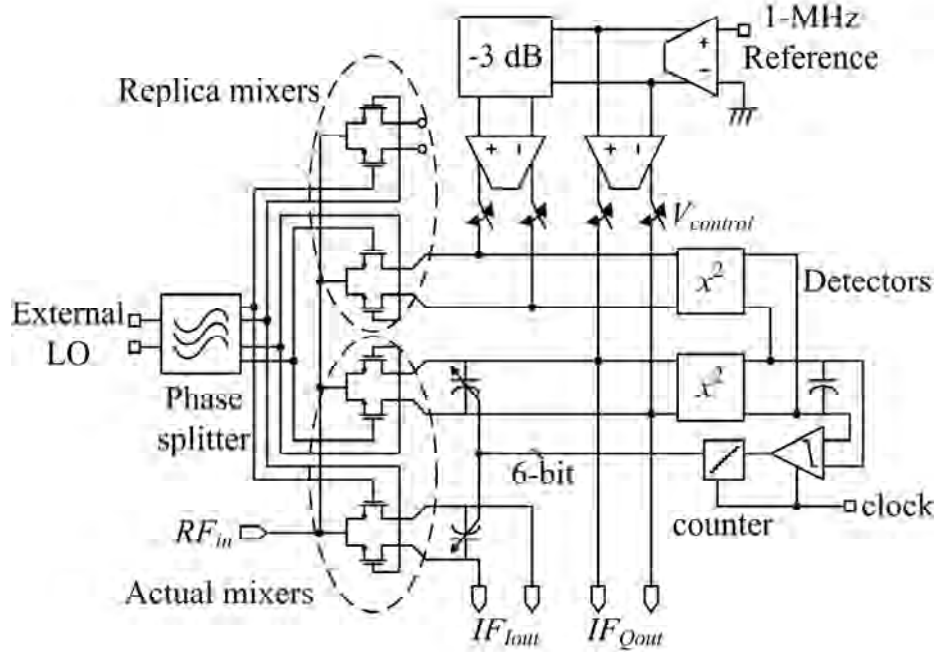 1-MHz
Reference
-3 dB
+
−
+ −
+ −
Replica mixers
V_control
x²
Detectors
External
LO
Phase
splitter
x²
6-bit
counter
clock
RF_in
Actual mixers
IF_Iout
IF_Qout